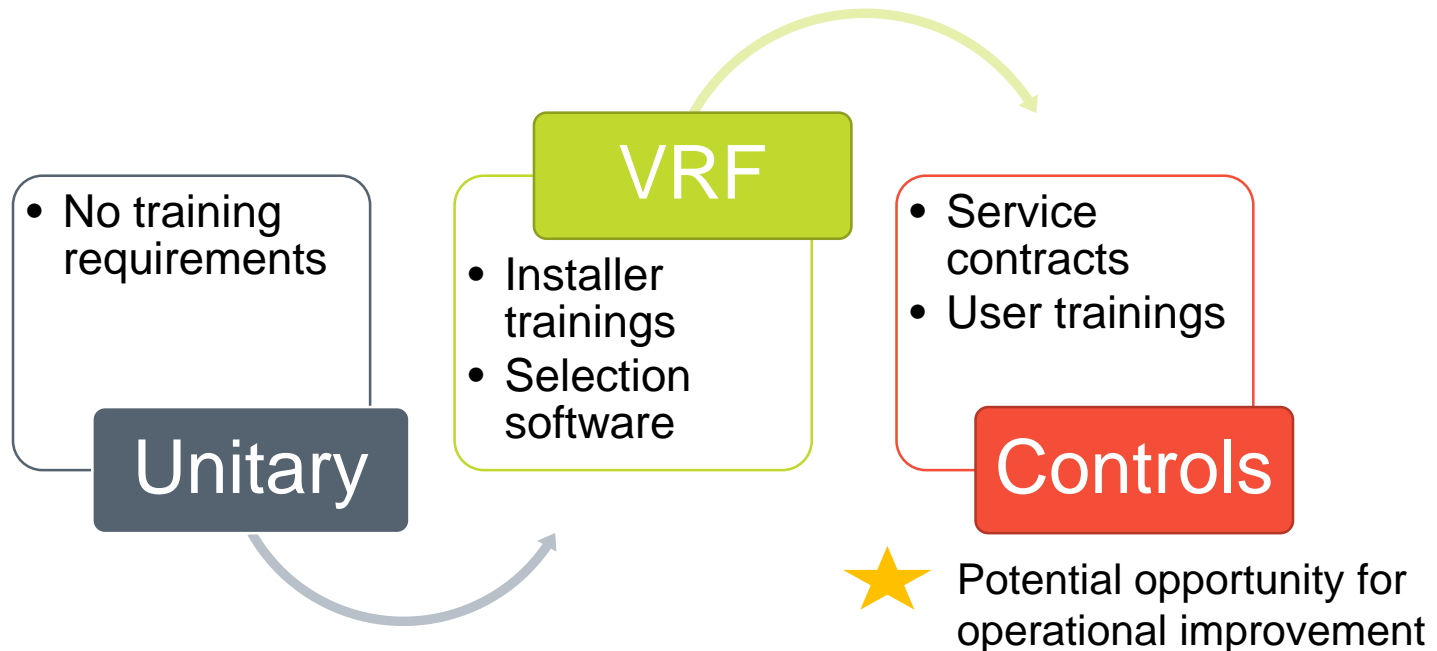 • No training
requirements
Unitary
VRF
• Installer
trainings
• Selection
software
• Service
contracts
• User trainings
Controls
Potential opportunity for
operational improvement